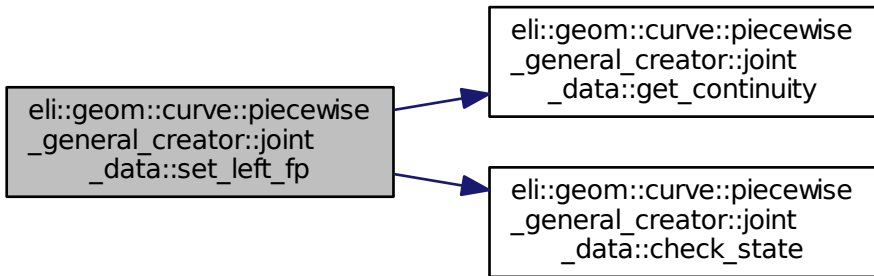 eli::geom::curve::piecewise
_general_creator::joint
_data::set_left_fp
eli::geom::curve::piecewise
_general_creator::joint
_data::get_continuity
eli::geom::curve::piecewise
_general_creator::joint
_data::check_state